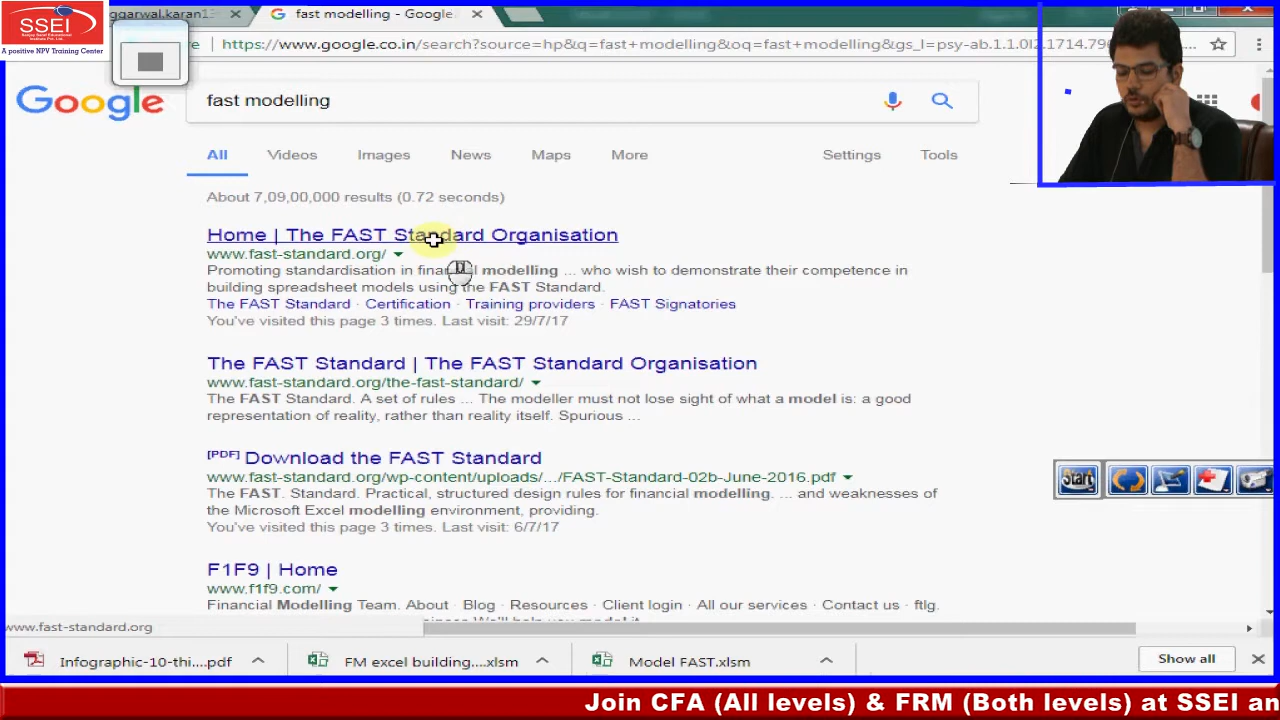 SSEI
A positive NPV Training Center
ggarwal.karan13
fast modelling - Google
https://www.google.co.in/search?source=hp&q=fast+modelling&oq=fast+modelling&gs_l=psy-ab.1.1.0l2.1714.796
Google
fast modelling
All
Videos
Images
News
Maps
More
Settings
Tools
About 7,09,00,000 results (0.72 seconds)
Home | The FAST Standard Organisation
www.fast-standard.org/
Promoting standardisation in financial modelling ... who wish to demonstrate their competence in
building spreadsheet models using the FAST Standard.
The FAST Standard · Certification · Training providers · FAST Signatories
You've visited this page 3 times. Last visit: 29/7/17
The FAST Standard | The FAST Standard Organisation
www.fast-standard.org/the-fast-standard/
The FAST Standard. A set of rules ... The modeller must not lose sight of what a model is: a good
representation of reality, rather than reality itself. Spurious ...
[PDF] Download the FAST Standard
www.fast-standard.org/wp-content/uploads/.../FAST-Standard-02b-June-2016.pdf
The FAST. Standard. Practical, structured design rules for financial modelling. ... and weaknesses of
the Microsoft Excel modelling environment, providing.
You've visited this page 3 times. Last visit: 6/7/17
F1F9 | Home
www.f1f9.com/
Financial Modelling Team. About · Blog · Resources · Client login · All our services · Contact us · ftlg.
www.fast-standard.org
Start
Infographic-10-thi....pdf
FM excel building....xlsm
Model FAST.xlsm
Show all
Join CFA (All levels) & FRM (Both levels) at SSEI an